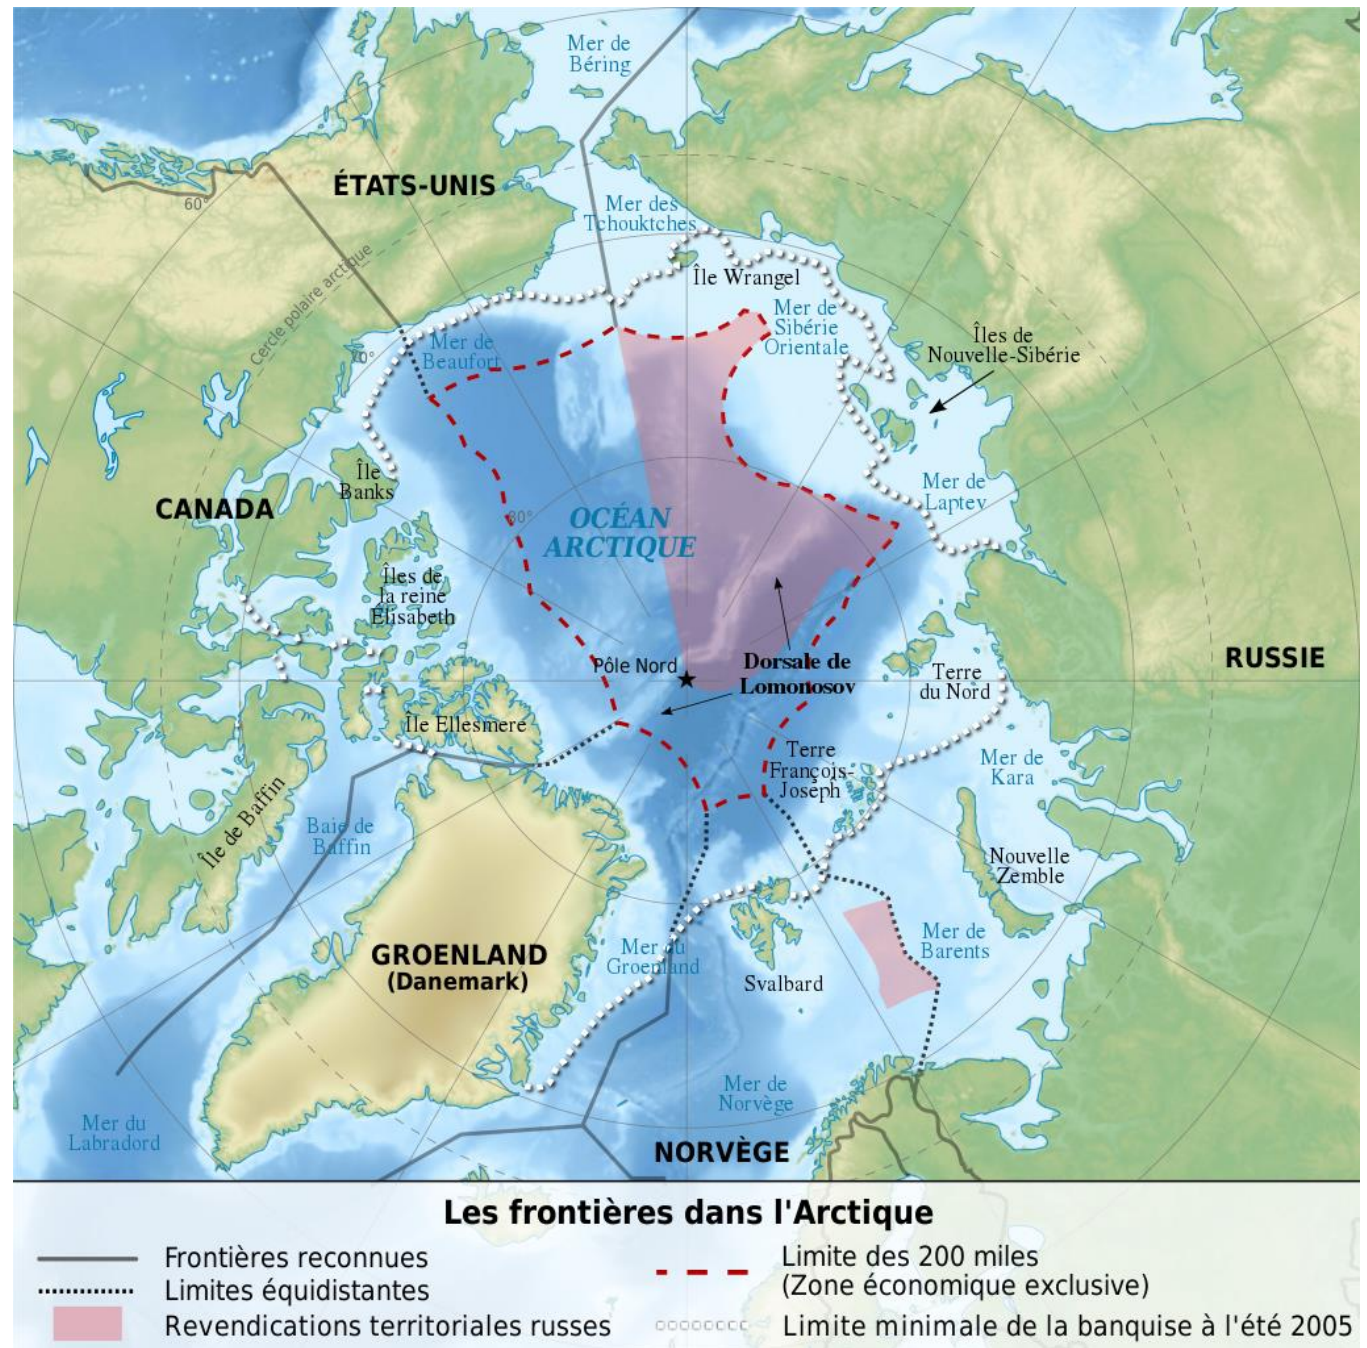 Mer de
Béring
ÉTATS-UNIS
60°
Mer des
Tchouktches
Cercle polaire arctique
Île Wrangel
Mer de
Sibérie
Orientale
Îles de
Nouvelle-Sibérie
Mer de
Beaufort
70°
Île
Banks
CANADA
Mer de
Laptev
80°
OCÉAN
ARCTIQUE
Îles de
la reine
Élisabeth
Pôle Nord
Dorsale de
Lomonosov
Terre
du Nord
RUSSIE
Île Ellesmere
Terre
François-
Joseph
Mer de
Kara
Île de Baffin
Baie de
Baffin
Nouvelle
Zemble
GROENLAND
(Danemark)
Mer du
Groenland
Svalbard
Mer de
Barents
Mer du
Labradord
Mer de
Norvège
NORVÈGE
Les frontières dans l'Arctique
Frontières reconnues
Limites équidistantes
Revendications territoriales russes
Limite des 200 miles
(Zone économique exclusive)
Limite minimale de la banquise à l'été 2005